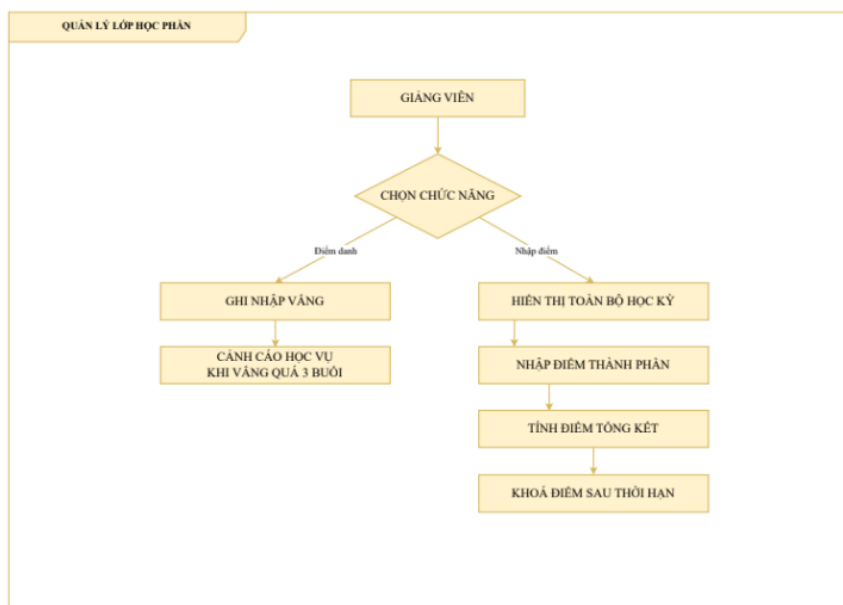 QUẢN LÝ LỚP HỌC PHẦN
GIẢNG VIÊN
CHỌN CHỨC NĂNG
Điểm danh
Nhập điểm
GHI NHẬP VẮNG
HIỂN THỊ TOÀN BỘ HỌC KỲ
CẢNH CÁO HỌC VỤ
KHI VẮNG QUÁ 3 BUỔI
NHẬP ĐIỂM THÀNH PHẦN
TÍNH ĐIỂM TỔNG KẾT
KHOÁ ĐIỂM SAU THỜI HẠN